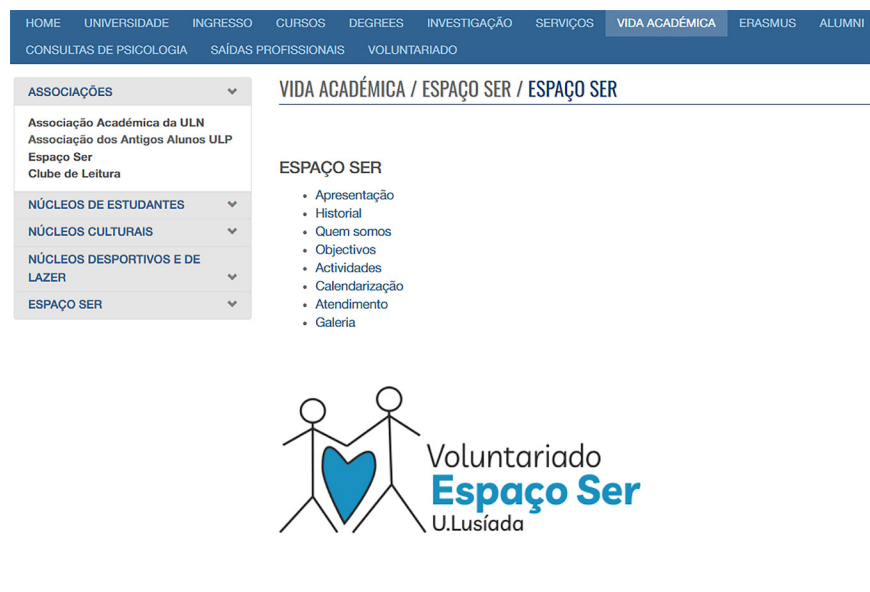 HOME UNIVERSIDADE INGRESSO CURSOS DEGREES INVESTIGAÇÃO SERVIÇOS VIDA ACADÉMICA ERASMUS ALUMNI
CONSULTAS DE PSICOLOGIA SAÍDAS PROFISSIONAIS VOLUNTARIADO
ASSOCIAÇÕES
Associação Académica da ULN
Associação dos Antigos Alunos ULP
Espaço Ser
Clube de Leitura
NÚCLEOS DE ESTUDANTES
NÚCLEOS CULTURAIS
NÚCLEOS DESPORTIVOS E DE
LAZER
ESPAÇO SER
VIDA ACADÉMICA / ESPAÇO SER / ESPAÇO SER
ESPAÇO SER
• Apresentação
• Historial
• Quem somos
• Objectivos
• Actividades
• Calendarização
• Atendimento
• Galeria
Voluntariado
Espaço Ser
U.Lusíada